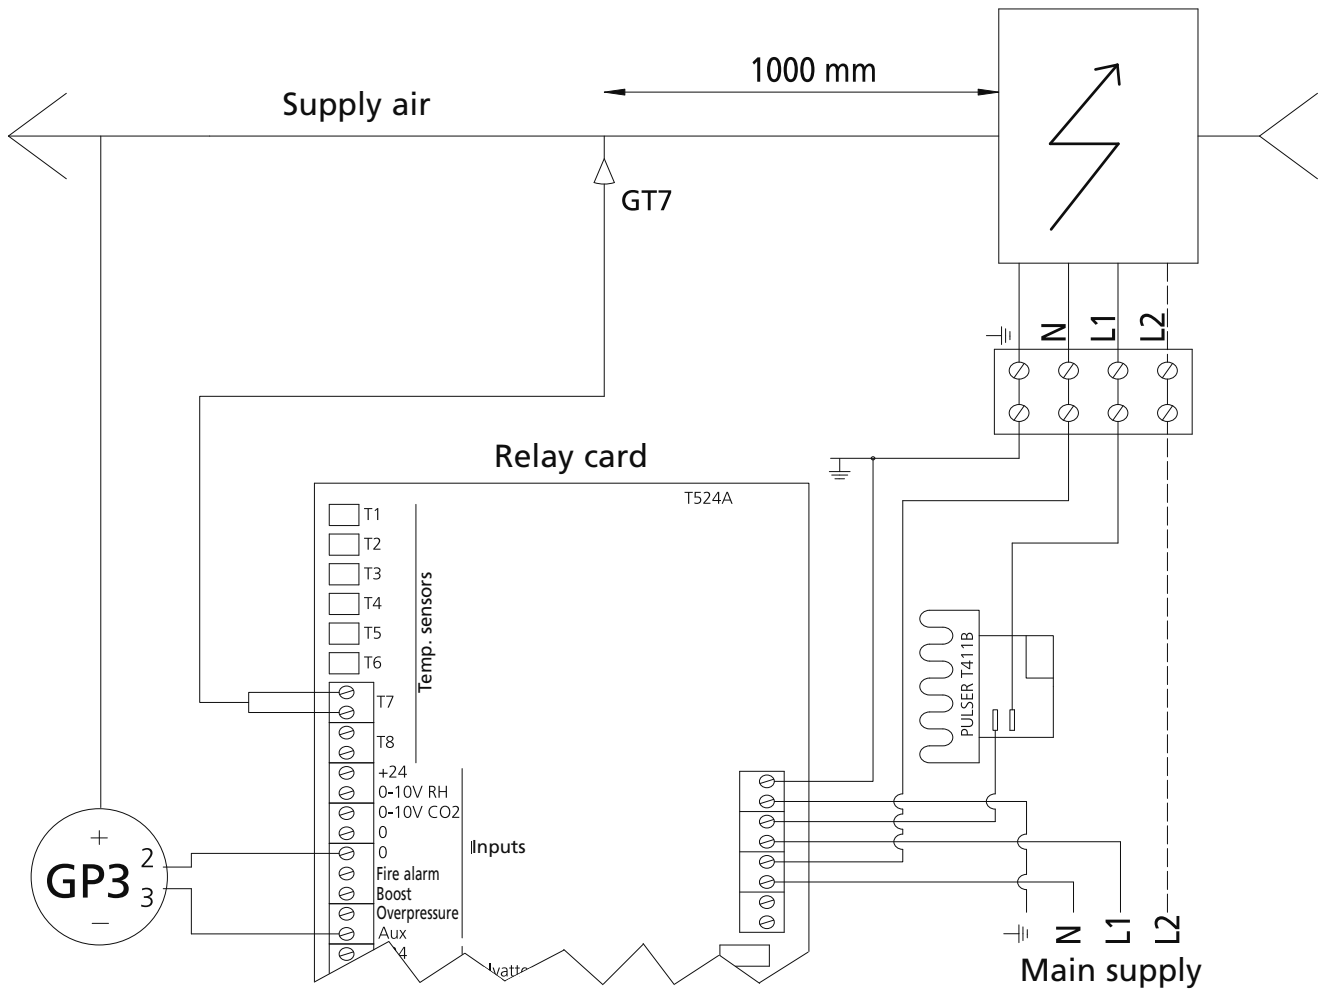 1000 mm
Supply air
GT7
N
L1
L2
Relay card
T524A
T1
T2
T3
T4
T5
T6
T7
T8
Temp. sensors
+24
0-10V RH
0-10V CO2
0
0
Fire alarm
Boost
Overpressure
Aux
Inputs
PULSER T411B
+
GP3
2
3
−
N
L1
L2
Main supply